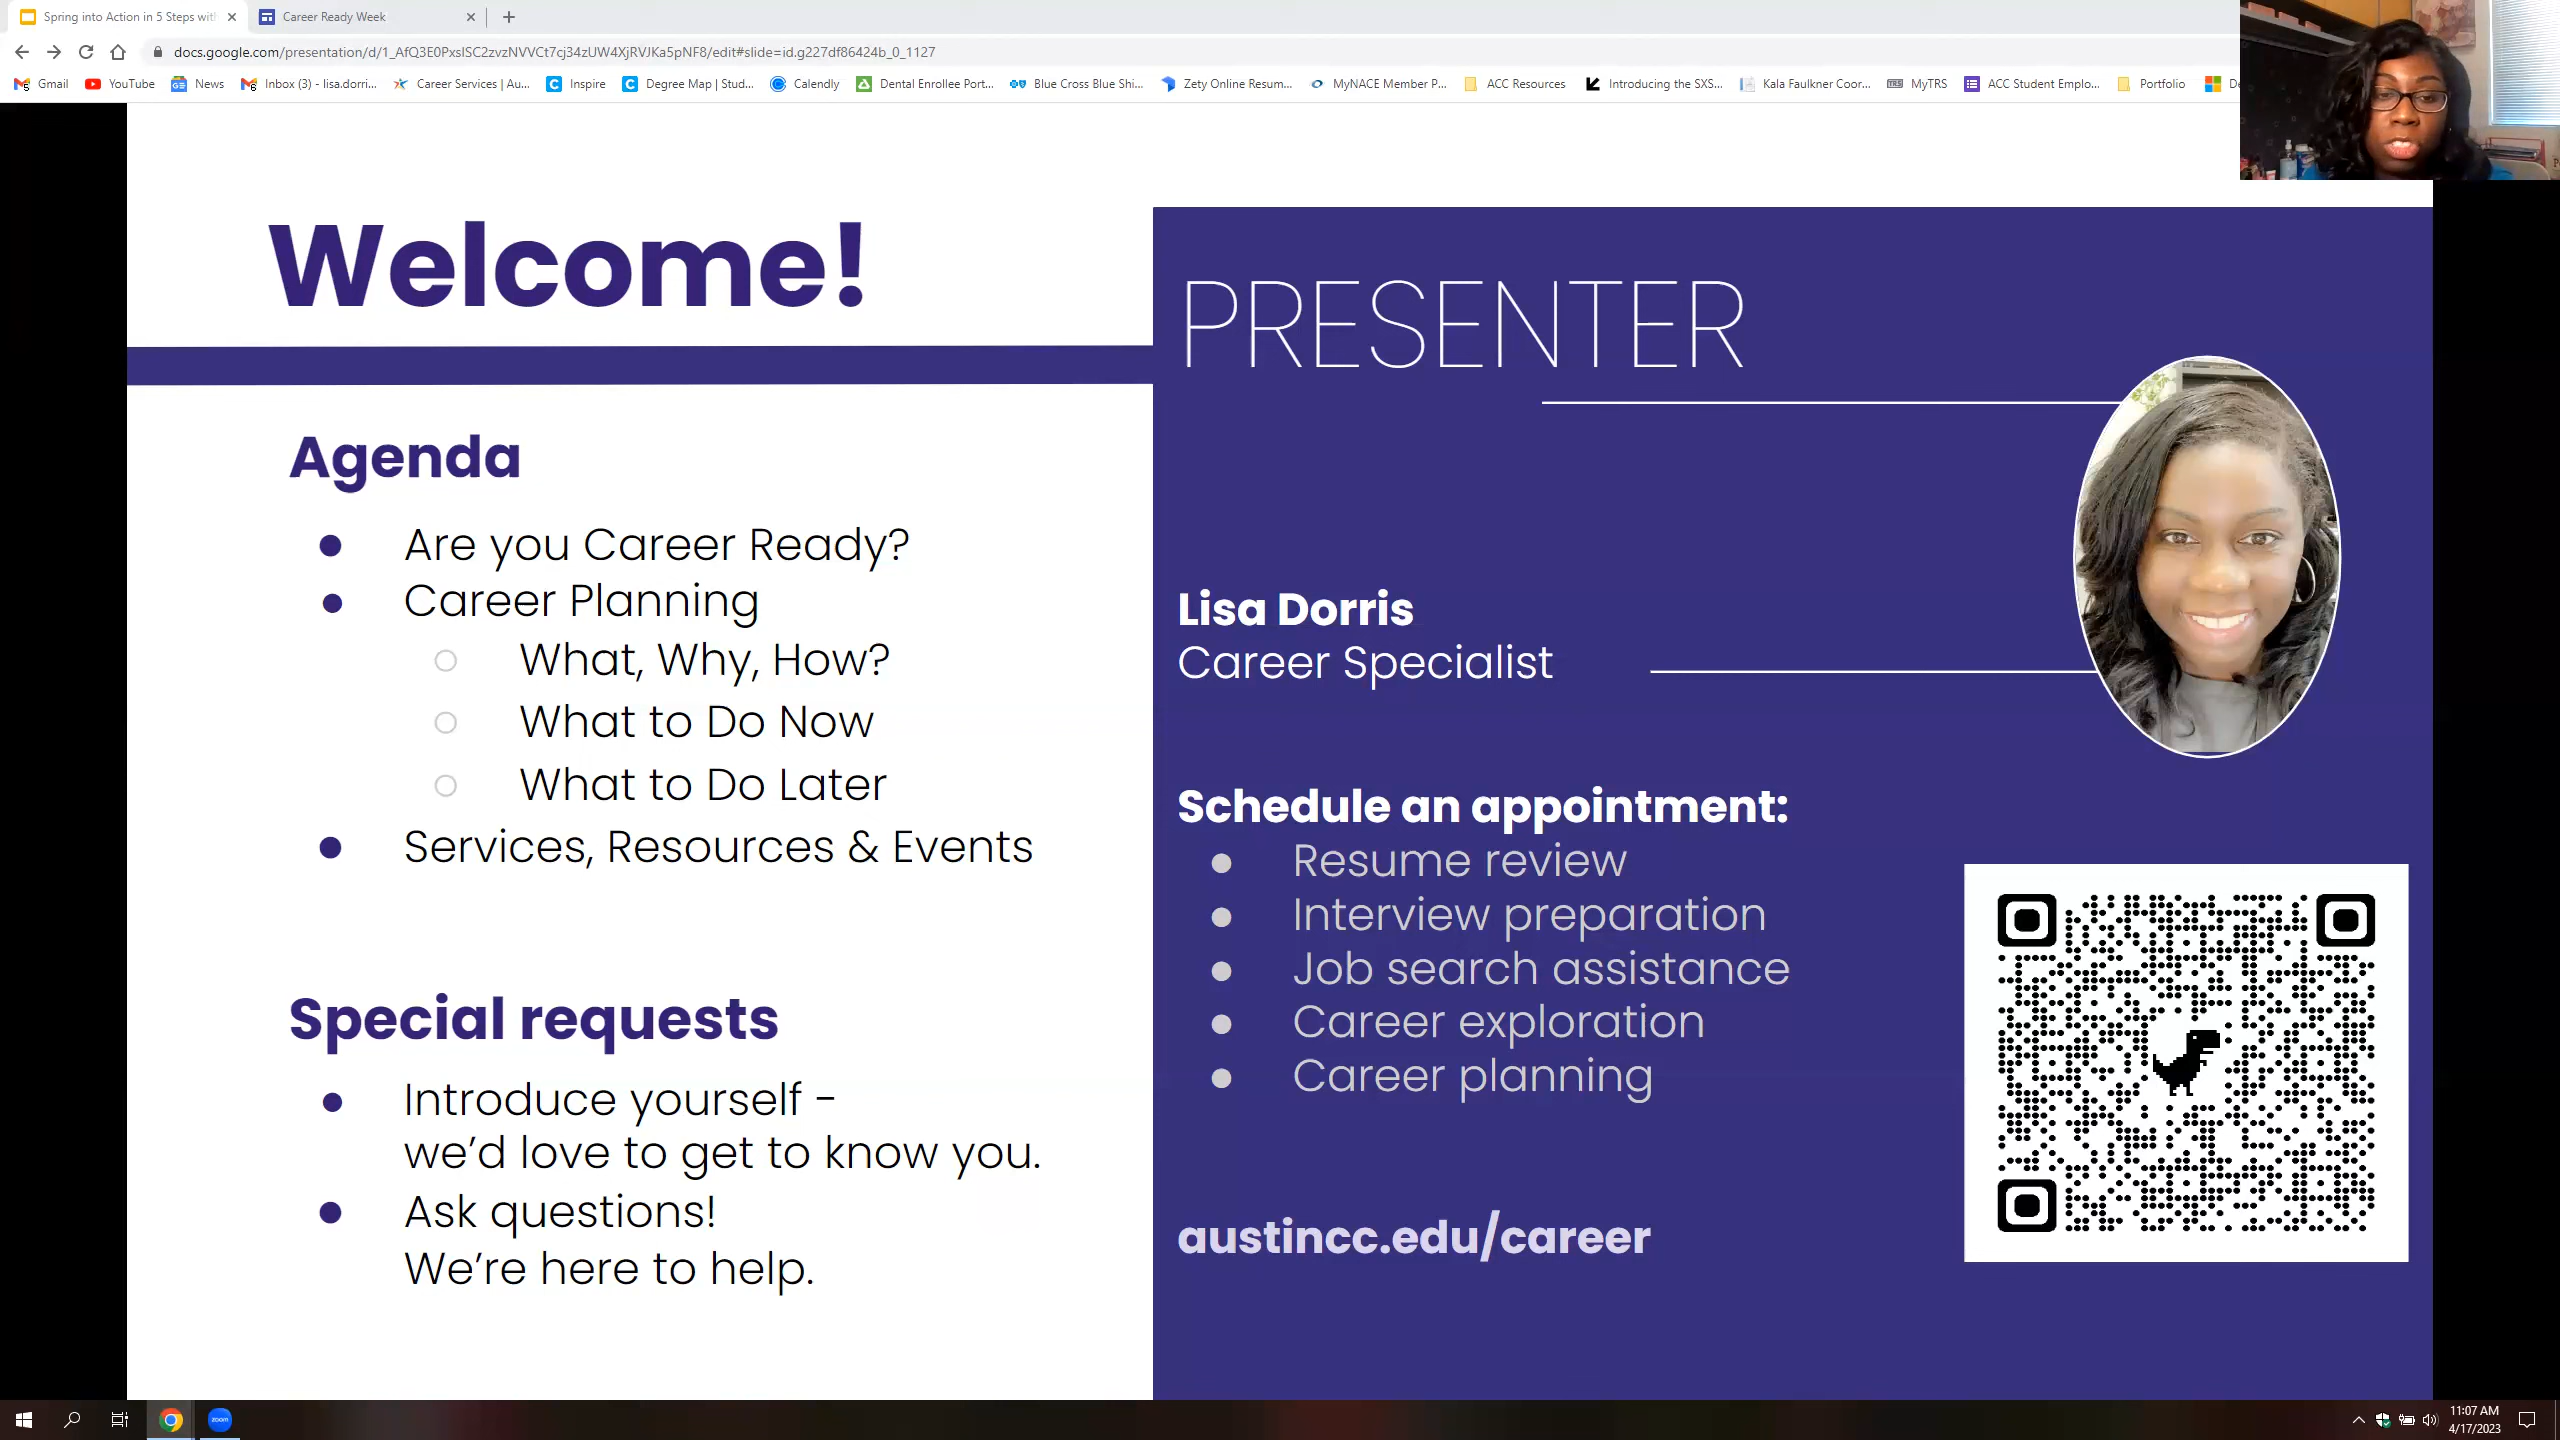 Spring into Action in 5 Steps with
Career Ready Week
docs.google.com/presentation/d/1_AfQ3E0PxsISC2zvzNVVCt7cj34zUW4XjRVJKa5pNF8/edit#slide=id.g227df86424b_0_1127
Gmail YouTube News Inbox (3) - lisa.dorri... Career Services | Au... Inspire Degree Map | Stud... Calendly Dental Enrollee Port... Blue Cross Blue Shi... Zety Online Resum... MyNACE Member P... ACC Resources Introducing the SXS... Kala Faulkner Coor... MyTRS ACC Student Emplo... Portfolio
Welcome!
Agenda
Are you Career Ready?
Career Planning
What, Why, How?
What to Do Now
What to Do Later
Services, Resources & Events
Special requests
Introduce yourself -
we’d love to get to know you.
Ask questions!
We’re here to help.
PRESENTER
Lisa Dorris
Career Specialist
Schedule an appointment:
Resume review
Interview preparation
Job search assistance
Career exploration
Career planning
austincc.edu/career
zoom
11:07 AM
4/17/2023